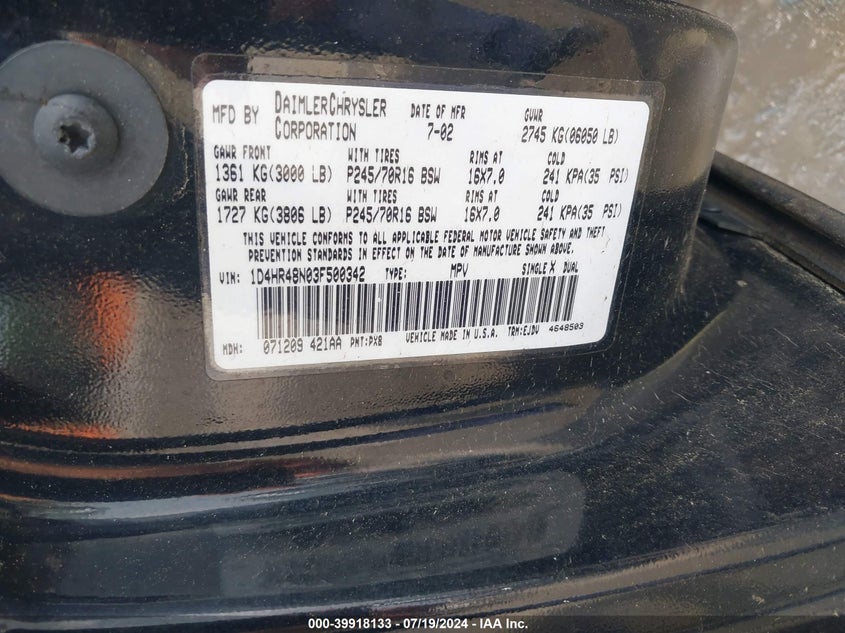 MFD BY DAIMLERCHRYSLER CORPORATION DATE OF MFR 7-02 GVWR 2745 KG(06050 LB)
GAWR FRONT WITH TIRES RIMS AT COLD
1361 KG(3000 LB) P245/70R16 BSW 16X7.0 241 KPA(35 PSI)
GAWR REAR WITH TIRES RIMS AT COLD
1727 KG(3806 LB) P245/70R16 BSW 16X7.0 241 KPA(35 PSI)
THIS VEHICLE CONFORMS TO ALL APPLICABLE FEDERAL MOTOR VEHICLE SAFETY AND THEFT
PREVENTION STANDARDS IN EFFECT ON THE DATE OF MANUFACTURE SHOWN ABOVE.
VIN: 1D4HR48N03F500342 TYPE: MPV SINGLE X DUAL
MDH: 071209 421AA PNT:PXB VEHICLE MADE IN U.S.A. TRM:EJDV 4648503
000-39918133 - 07/19/2024 - IAA Inc.